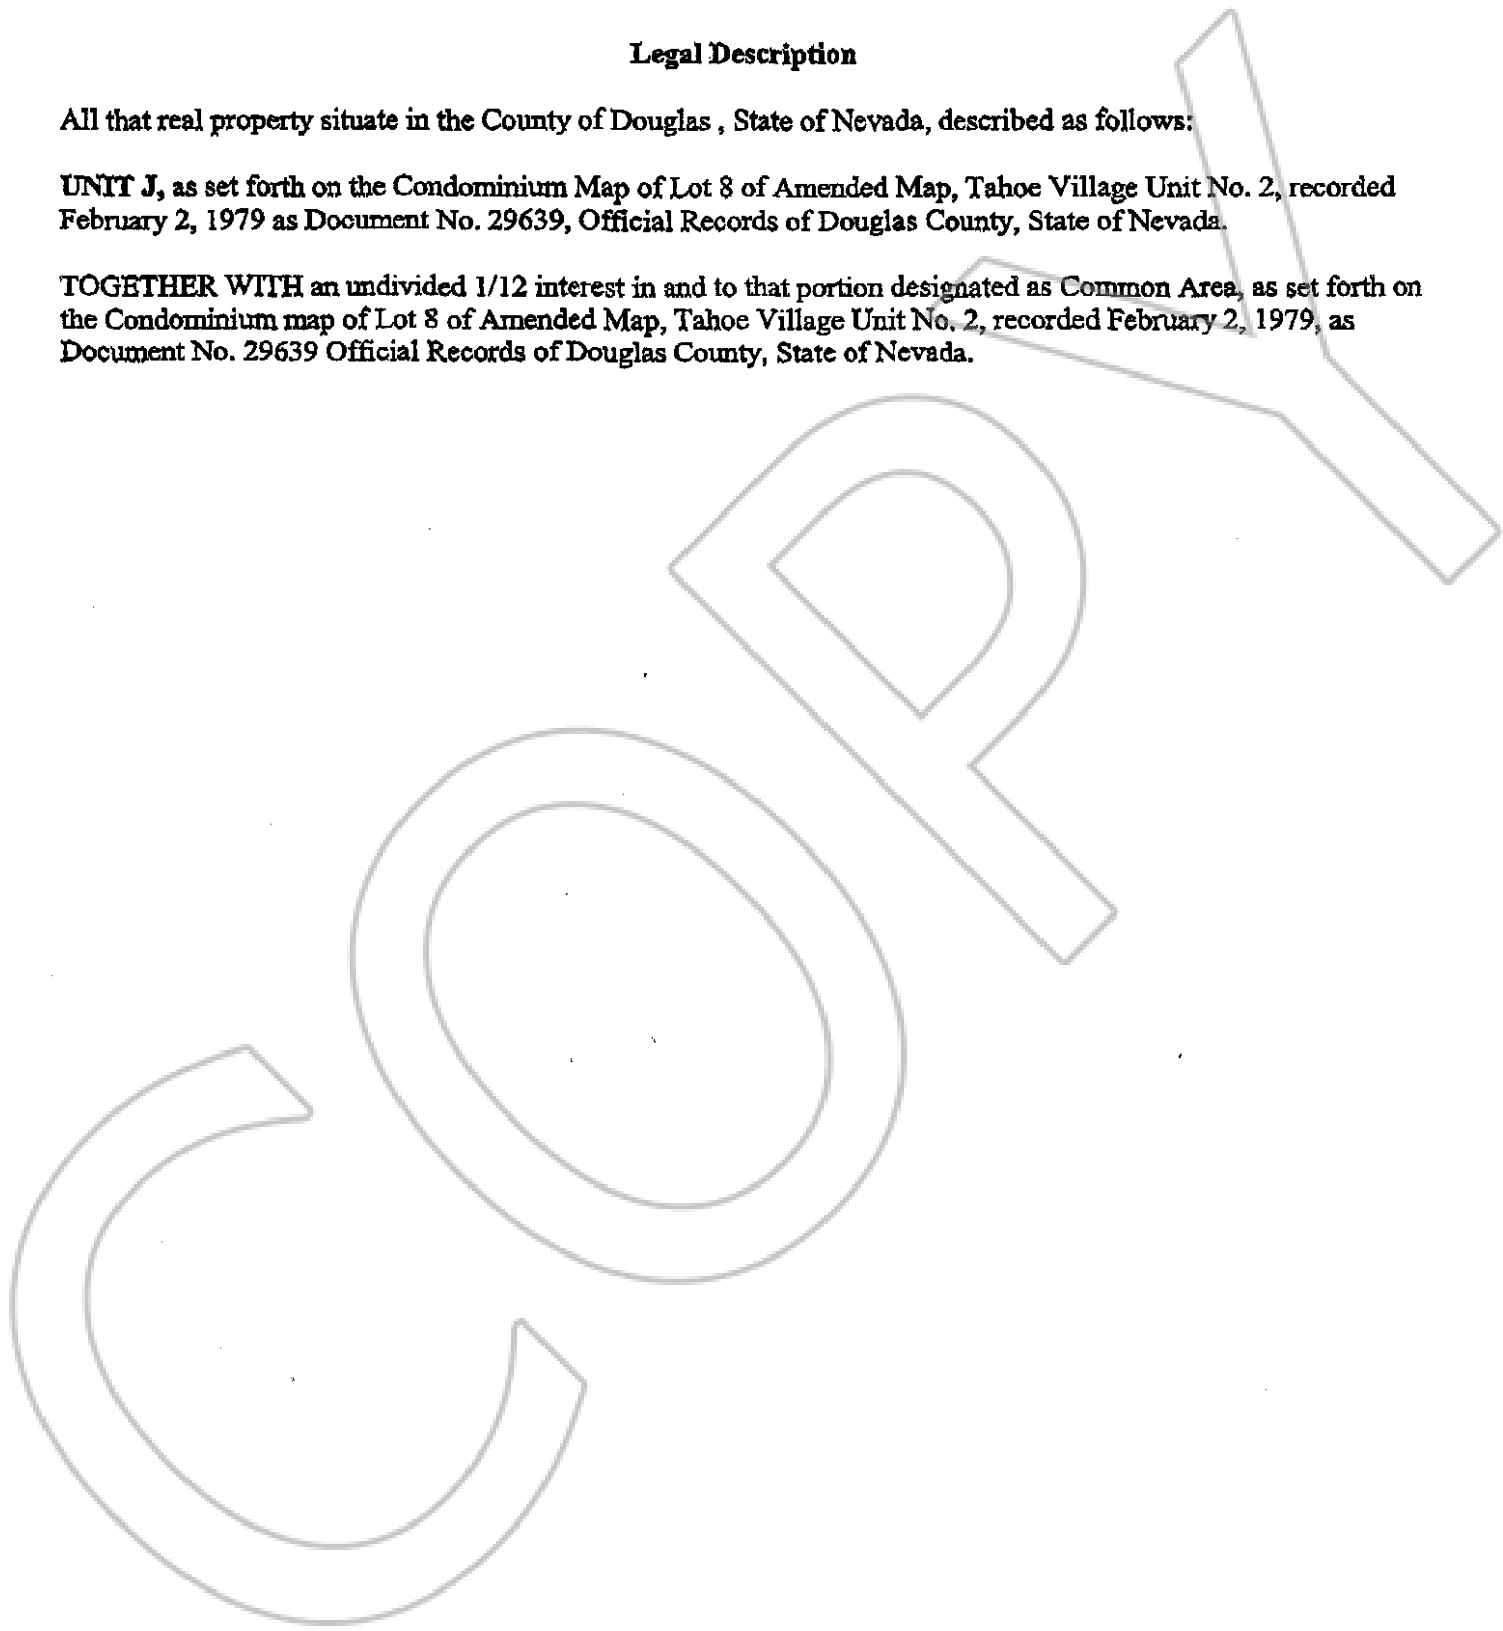 Legal Description
All that real property situate in the County of Douglas , State of Nevada, described as follows:
UNIT J, as set forth on the Condominium Map of Lot 8 of Amended Map, Tahoe Village Unit No. 2, recorded
February 2, 1979 as Document No. 29639, Official Records of Douglas County, State of Nevada.
TOGETHER WITH an undivided 1/12 interest in and to that portion designated as Common Area, as set forth on
the Condominium map of Lot 8 of Amended Map, Tahoe Village Unit No. 2, recorded February 2, 1979, as
Document No. 29639 Official Records of Douglas County, State of Nevada.
COPY